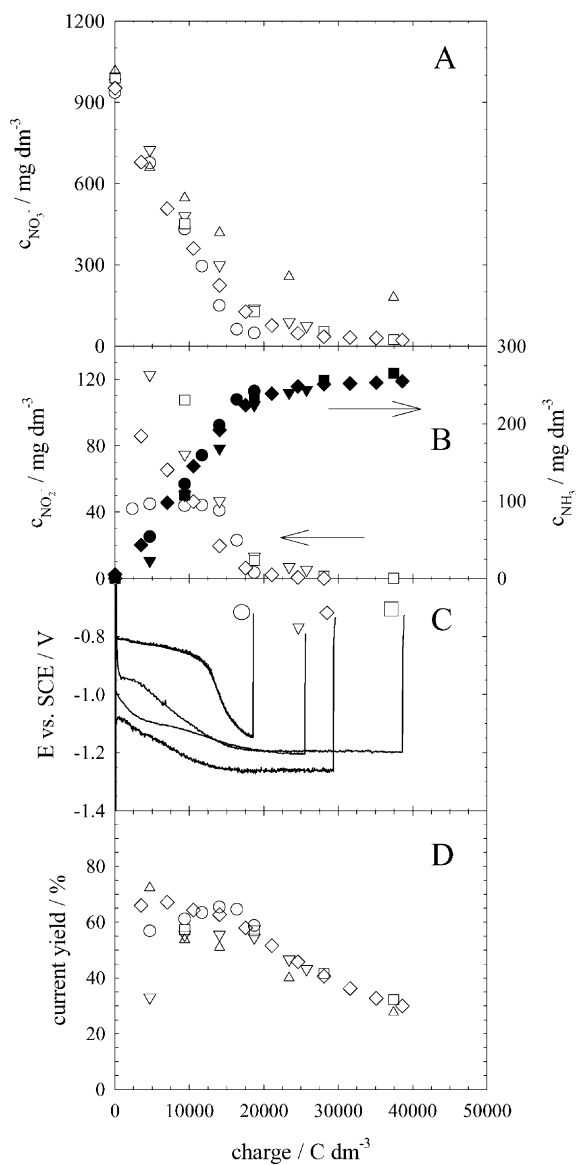 1200
900
600
300
0
c_NO₃⁻ / mg dm⁻³
A
120
80
40
0
c_NO₂⁻ / mg dm⁻³
300
200
100
0
c_NH₃ / mg dm⁻³
B
-0.8
-1.0
-1.2
-1.4
E vs. SCE / V
C
80
60
40
20
0
current yield / %
D
0 10000 20000 30000 40000 50000
charge / C dm⁻³